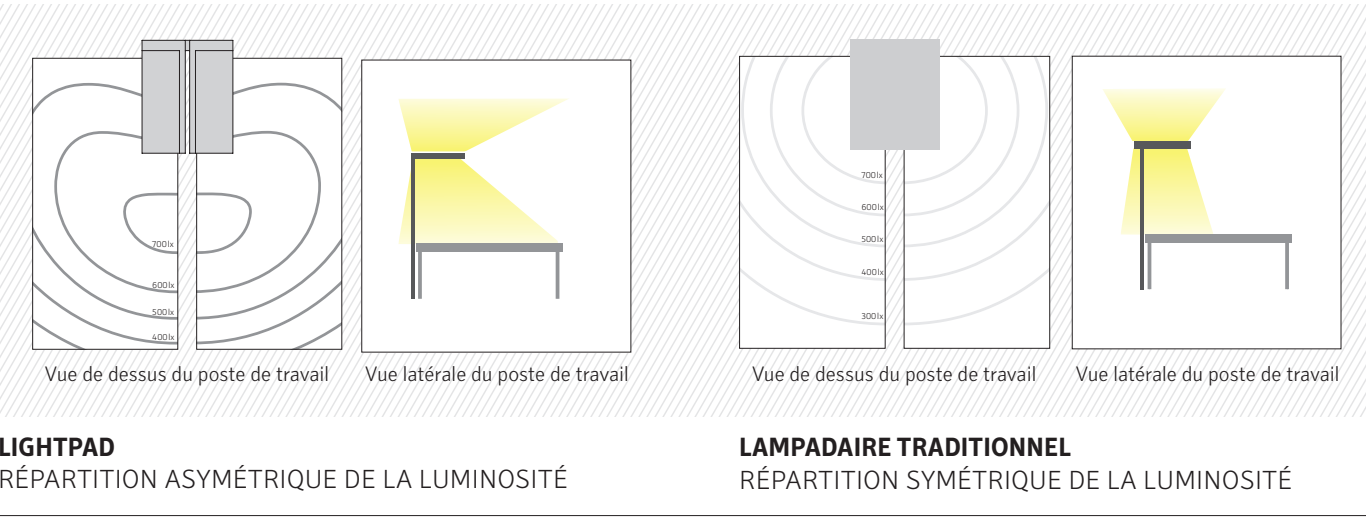 700lx
600lx
500lx
400lx
700lx
600lx
500lx
400lx
300lx
Vue de dessus du poste de travail
Vue latérale du poste de travail
Vue de dessus du poste de travail
Vue latérale du poste de travail
LIGHTPAD
RÉPARTITION ASYMÉTRIQUE DE LA LUMINOSITÉ
LAMPADAIRE TRADITIONNEL
RÉPARTITION SYMÉTRIQUE DE LA LUMINOSITÉ